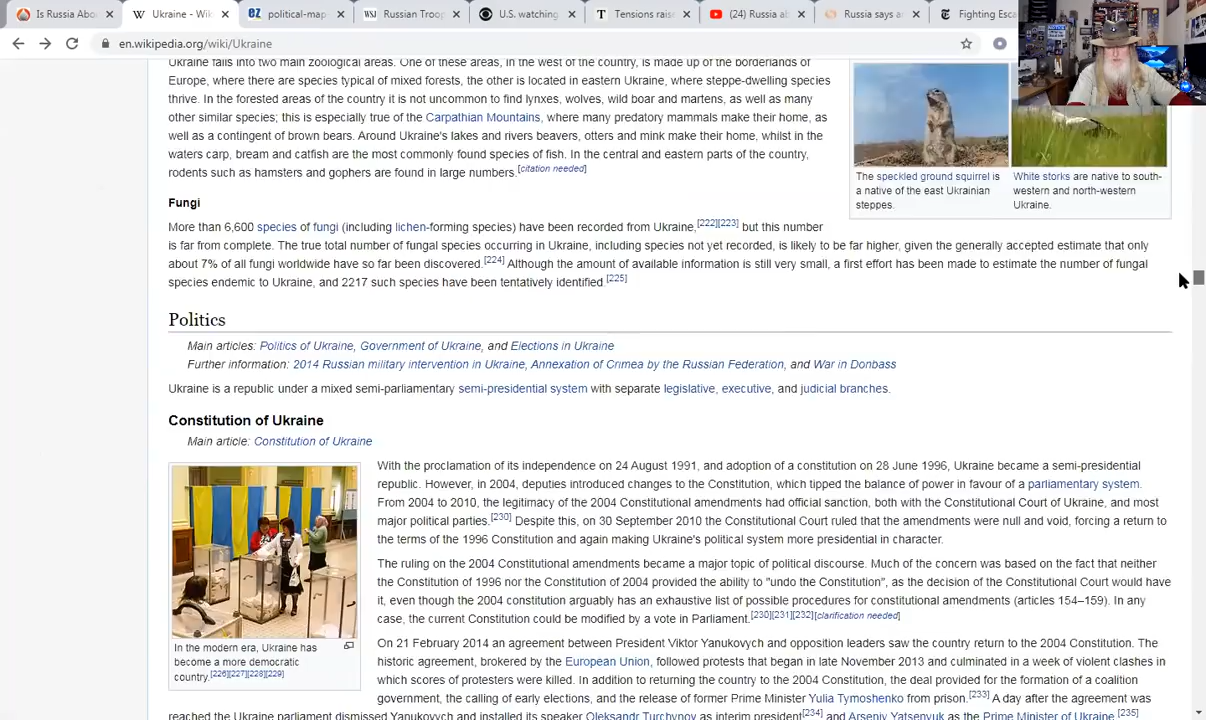 Is Russia Abou
Ukraine - Wik
political-map
Russian Troop
U.S. watching
Tensions raise
(24) Russia ab
Russia says ar
Fighting Esca
en.wikipedia.org/wiki/Ukraine
Ukraine falls into two main zoological areas. One of these areas, in the west of the country, is made up of the borderlands of
Europe, where there are species typical of mixed forests, the other is located in eastern Ukraine, where steppe-dwelling species
thrive. In the forested areas of the country it is not uncommon to find lynxes, wolves, wild boar and martens, as well as many
other similar species; this is especially true of the Carpathian Mountains, where many predatory mammals make their home, as
well as a contingent of brown bears. Around Ukraine's lakes and rivers beavers, otters and mink make their home, whilst in the
waters carp, bream and catfish are the most commonly found species of fish. In the central and eastern parts of the country,
rodents such as hamsters and gophers are found in large numbers.[citation needed]
The speckled ground squirrel is
a native of the east Ukrainian
steppes.
White storks are native to south-
western and north-western
Ukraine.
Fungi
More than 6,600 species of fungi (including lichen-forming species) have been recorded from Ukraine,[222][223] but this number
is far from complete. The true total number of fungal species occurring in Ukraine, including species not yet recorded, is likely to be far higher, given the generally accepted estimate that only
about 7% of all fungi worldwide have so far been discovered.[224] Although the amount of available information is still very small, a first effort has been made to estimate the number of fungal
species endemic to Ukraine, and 2217 such species have been tentatively identified.[225]
Politics
Main articles: Politics of Ukraine, Government of Ukraine, and Elections in Ukraine
Further information: 2014 Russian military intervention in Ukraine, Annexation of Crimea by the Russian Federation, and War in Donbass
Ukraine is a republic under a mixed semi-parliamentary semi-presidential system with separate legislative, executive, and judicial branches.
Constitution of Ukraine
Main article: Constitution of Ukraine
With the proclamation of its independence on 24 August 1991, and adoption of a constitution on 28 June 1996, Ukraine became a semi-presidential
republic. However, in 2004, deputies introduced changes to the Constitution, which tipped the balance of power in favour of a parliamentary system.
From 2004 to 2010, the legitimacy of the 2004 Constitutional amendments had official sanction, both with the Constitutional Court of Ukraine, and most
major political parties.[230] Despite this, on 30 September 2010 the Constitutional Court ruled that the amendments were null and void, forcing a return to
the terms of the 1996 Constitution and again making Ukraine's political system more presidential in character.
The ruling on the 2004 Constitutional amendments became a major topic of political discourse. Much of the concern was based on the fact that neither
the Constitution of 1996 nor the Constitution of 2004 provided the ability to "undo the Constitution", as the decision of the Constitutional Court would have
it, even though the 2004 constitution arguably has an exhaustive list of possible procedures for constitutional amendments (articles 154–159). In any
case, the current Constitution could be modified by a vote in Parliament.[230][231][232][clarification needed]
In the modern era, Ukraine has
become a more democratic
country.[226][227][228][229]
On 21 February 2014 an agreement between President Viktor Yanukovych and opposition leaders saw the country return to the 2004 Constitution. The
historic agreement, brokered by the European Union, followed protests that began in late November 2013 and culminated in a week of violent clashes in
which scores of protesters were killed. In addition to returning the country to the 2004 Constitution, the deal provided for the formation of a coalition
government, the calling of early elections, and the release of former Prime Minister Yulia Tymoshenko from prison.[233] A day after the agreement was
reached the Ukraine parliament dismissed Yanukovych and installed its speaker Oleksandr Turchynov as interim president[234] and Arseniy Yatsenyuk as the Prime Minister of Ukraine.[235]